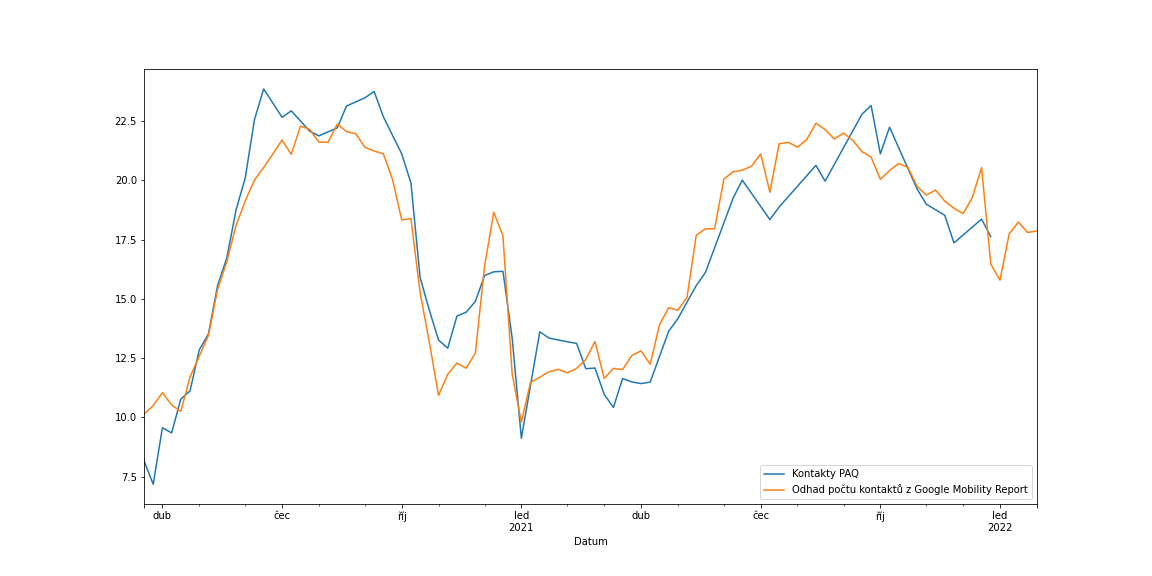 22.5
20.0
17.5
15.0
12.5
10.0
7.5
Kontakty PAQ
Odhad počtu kontaktů z Google Mobility Report
dub čec říj led dub čec říj led
2021 2022
Datum